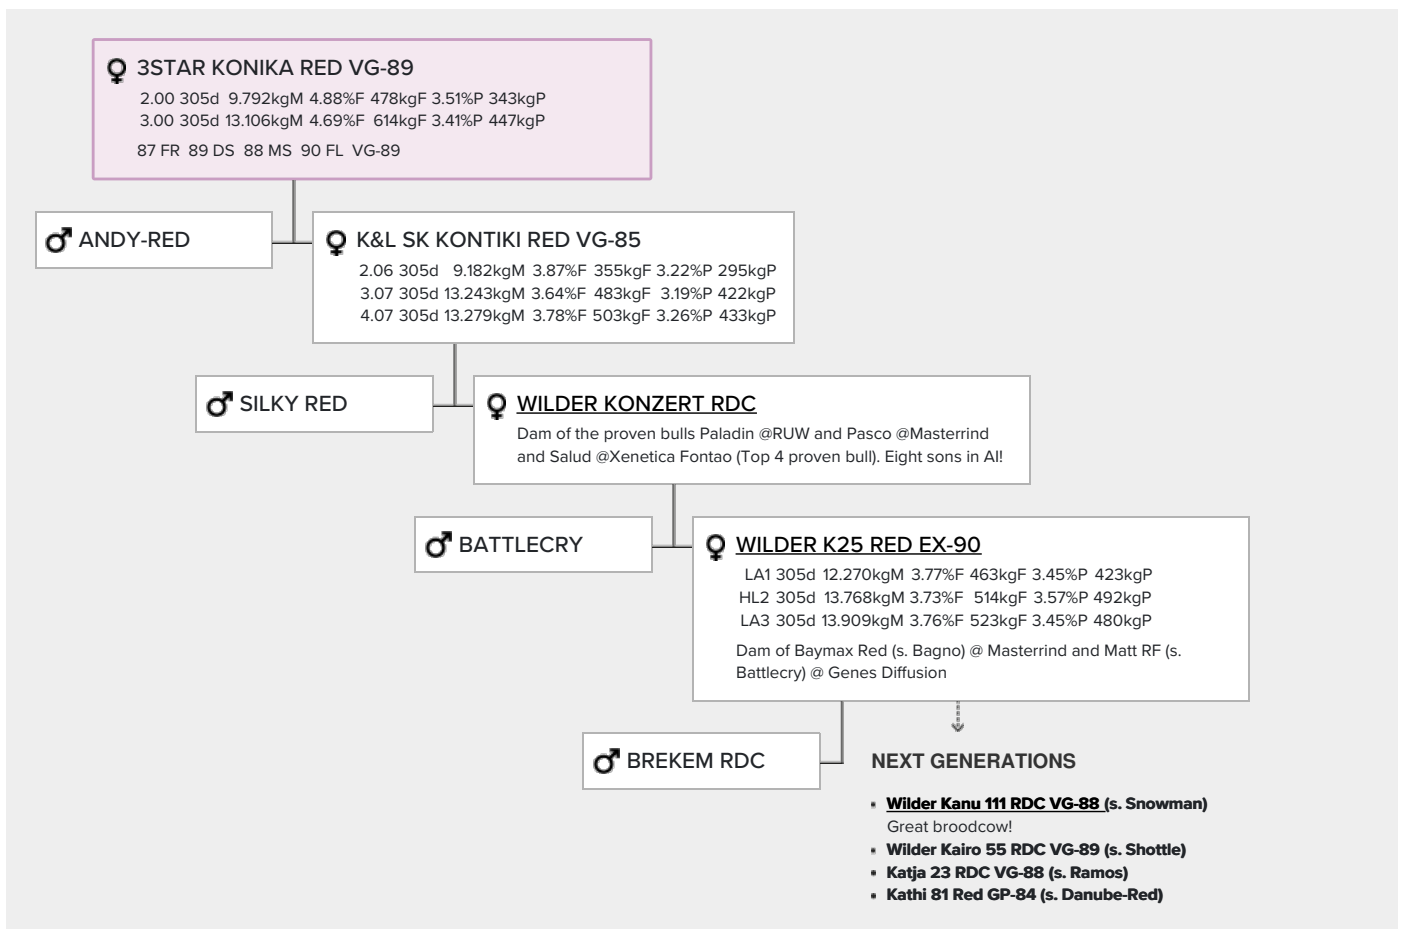 3STAR KONIKA RED VG-89
2.00 305d 9.792kgM 4.88%F 478kgF 3.51%P 343kgP
3.00 305d 13.106kgM 4.69%F 614kgF 3.41%P 447kgP
87 FR 89 DS 88 MS 90 FL VG-89
ANDY-RED
K&L SK KONTIKI RED VG-85
2.06 305d 9.182kgM 3.87%F 355kgF 3.22%P 295kgP
3.07 305d 13.243kgM 3.64%F 483kgF 3.19%P 422kgP
4.07 305d 13.279kgM 3.78%F 503kgF 3.26%P 433kgP
SILKY RED
WILDER KONZERT RDC
Dam of the proven bulls Paladin @RUW and Pasco @Masterrind
and Salud @Xenetica Fontao (Top 4 proven bull). Eight sons in AI!
BATTLECRY
WILDER K25 RED EX-90
LA1 305d 12.270kgM 3.77%F 463kgF 3.45%P 423kgP
HL2 305d 13.768kgM 3.73%F 514kgF 3.57%P 492kgP
LA3 305d 13.909kgM 3.76%F 523kgF 3.45%P 480kgP
Dam of Baymax Red (s. Bagno) @ Masterrind and Matt RF (s.
Battlecry) @ Genes Diffusion
BREKEM RDC
NEXT GENERATIONS
Wilder Kanu 111 RDC VG-88 (s. Snowman)
Great broodcow!
Wilder Kairo 55 RDC VG-89 (s. Shottle)
Katja 23 RDC VG-88 (s. Ramos)
Kathi 81 Red GP-84 (s. Danube-Red)